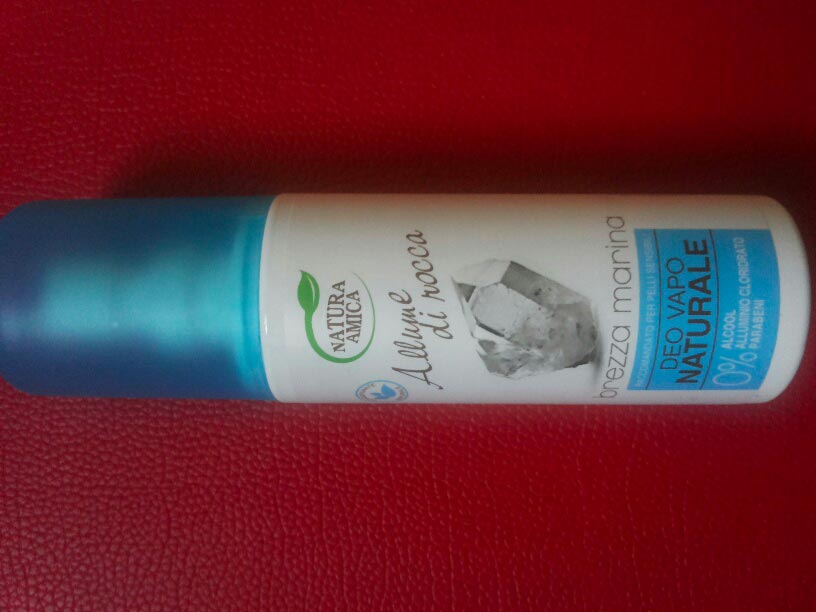 NATURA
AMICA
Allume
di rocca
brezza marina
RACCOMANDATO PER PELLI SENSIBILI
DEO VAPO
NATURALE
0% ALCOOL
ALLUMINIO CLORIDRATO
PARABENI